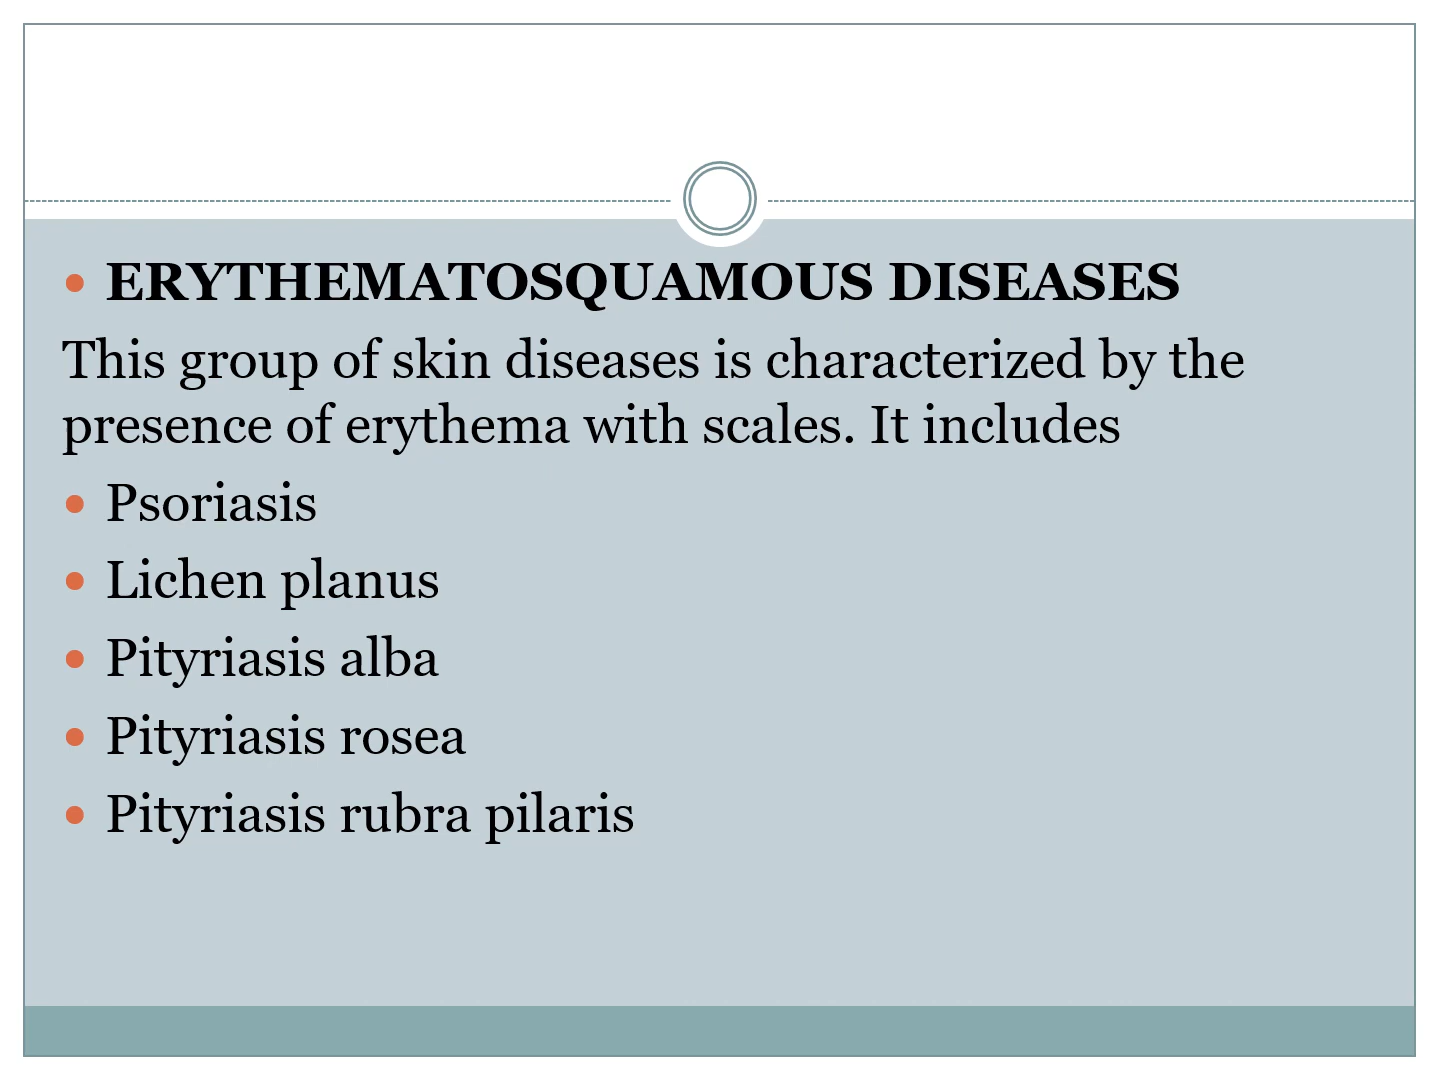 • ERYTHEMATOSQUAMOUS DISEASES
This group of skin diseases is characterized by the
presence of erythema with scales. It includes
• Psoriasis
• Lichen planus
• Pityriasis alba
• Pityriasis rosea
• Pityriasis rubra pilaris